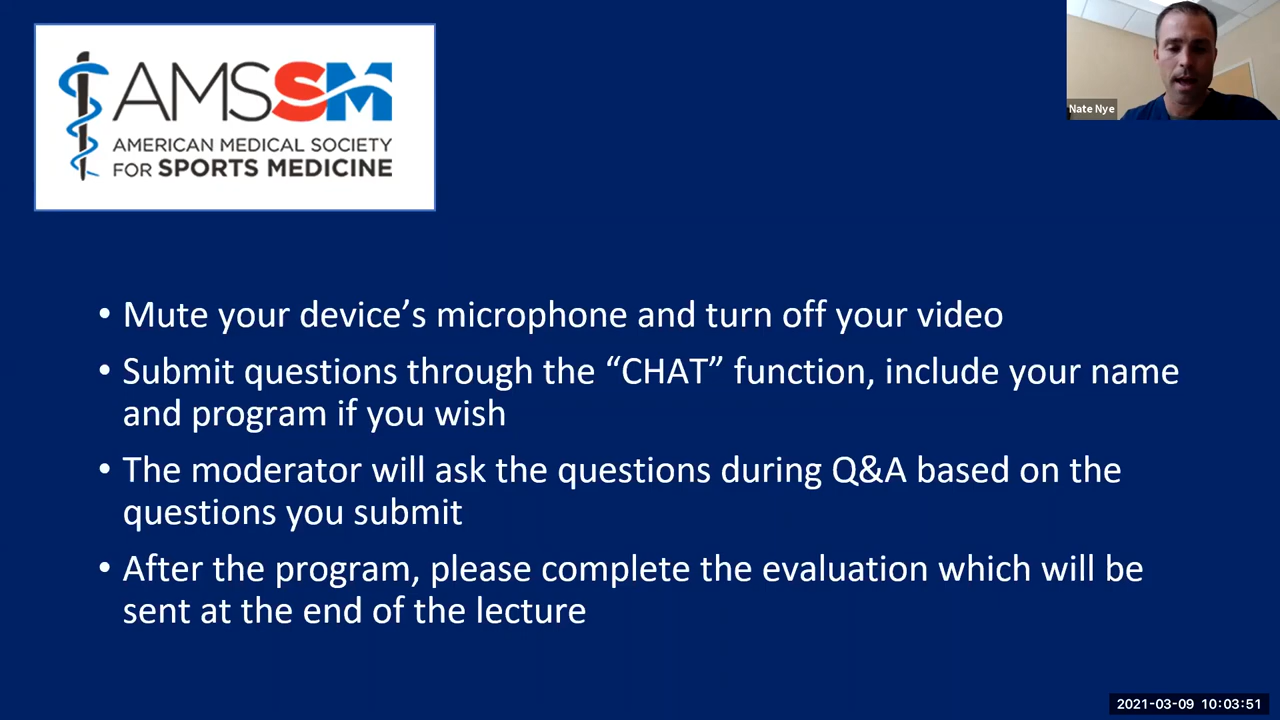 AMSSM
AMERICAN MEDICAL SOCIETY
FOR SPORTS MEDICINE
Nate Nye
• Mute your device’s microphone and turn off your video
• Submit questions through the “CHAT” function, include your name
and program if you wish
• The moderator will ask the questions during Q&A based on the
questions you submit
• After the program, please complete the evaluation which will be
sent at the end of the lecture
2021-03-09 10:03:51